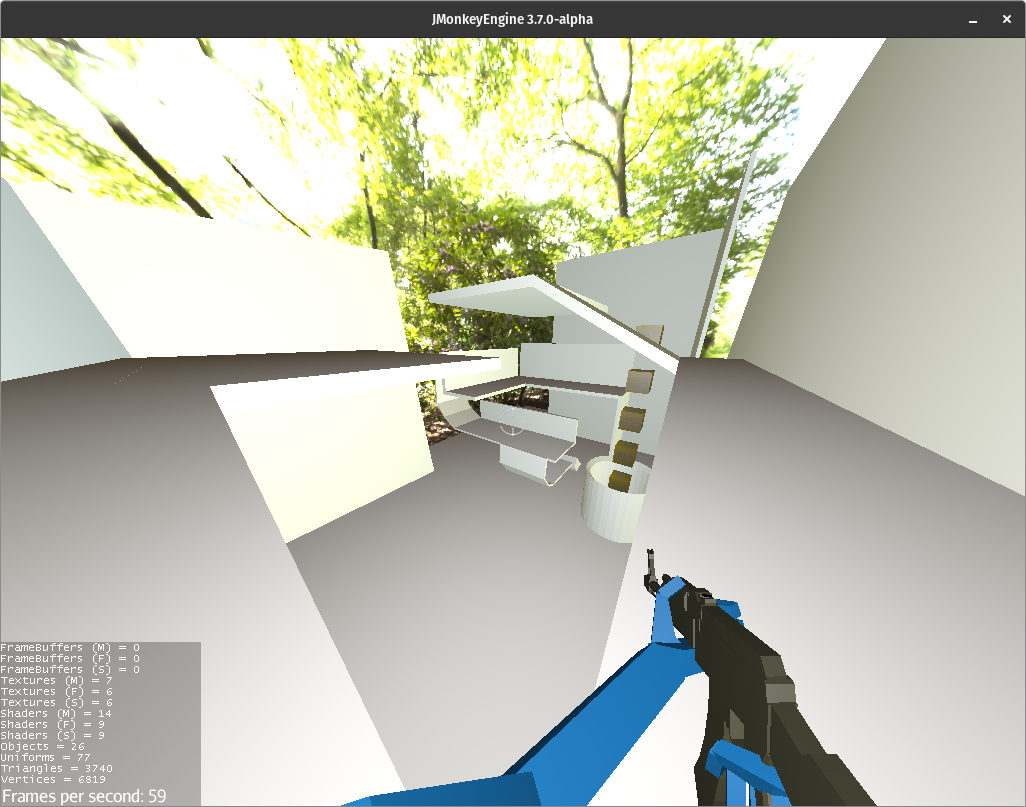 JMonkeyEngine 3.7.0-alpha
FrameBuffers (M) = 0
FrameBuffers (F) = 0
FrameBuffers (S) = 0
Textures (M) = 7
Textures (F) = 6
Textures (S) = 6
Shaders (M) = 14
Shaders (F) = 9
Shaders (S) = 9
Objects = 26
Uniforms = 77
Triangles = 3740
Vertices = 6819
Frames per second: 59